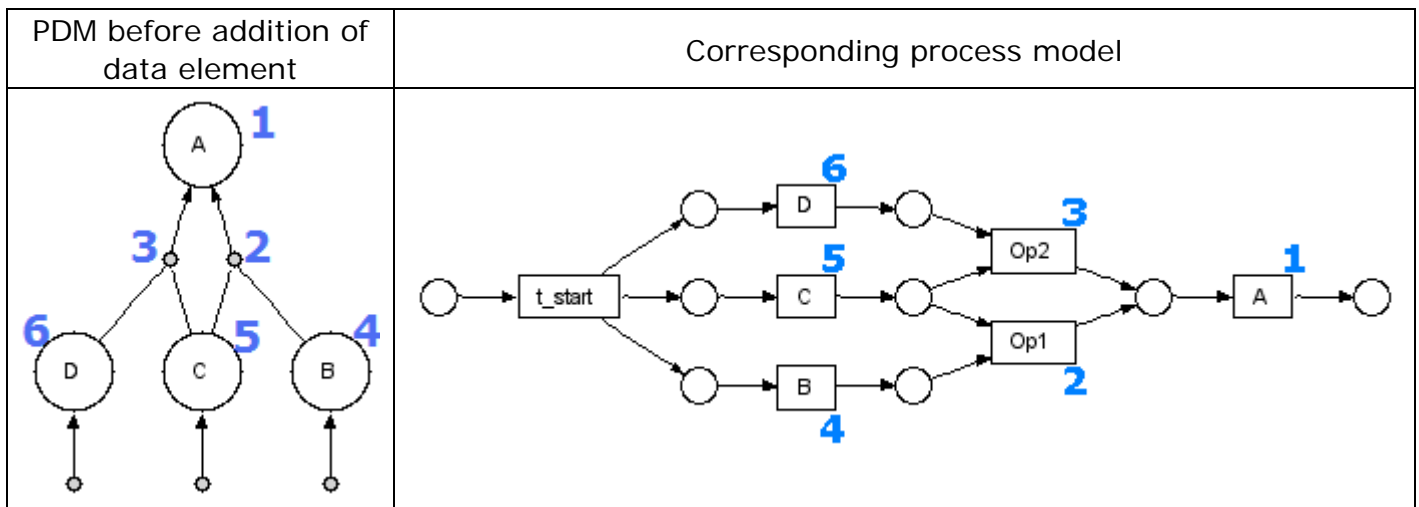 PDM before addition of
data element
Corresponding process model
A
1
3
2
6
D
C
5
B
4
t_start
D
6
C
5
B
4
Op2
3
Op1
2
A
1